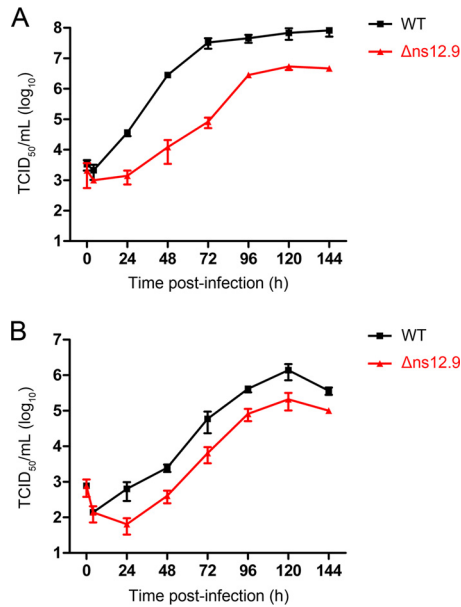 A
WT
Δns12.9
TCID₅₀/mL (log₁₀)
8
7
6
5
4
3
2
1
0 24 48 72 96 120 144
Time post-infection (h)
B
WT
Δns12.9
TCID₅₀/mL (log₁₀)
7
6
5
4
3
2
1
0 24 48 72 96 120 144
Time post-infection (h)